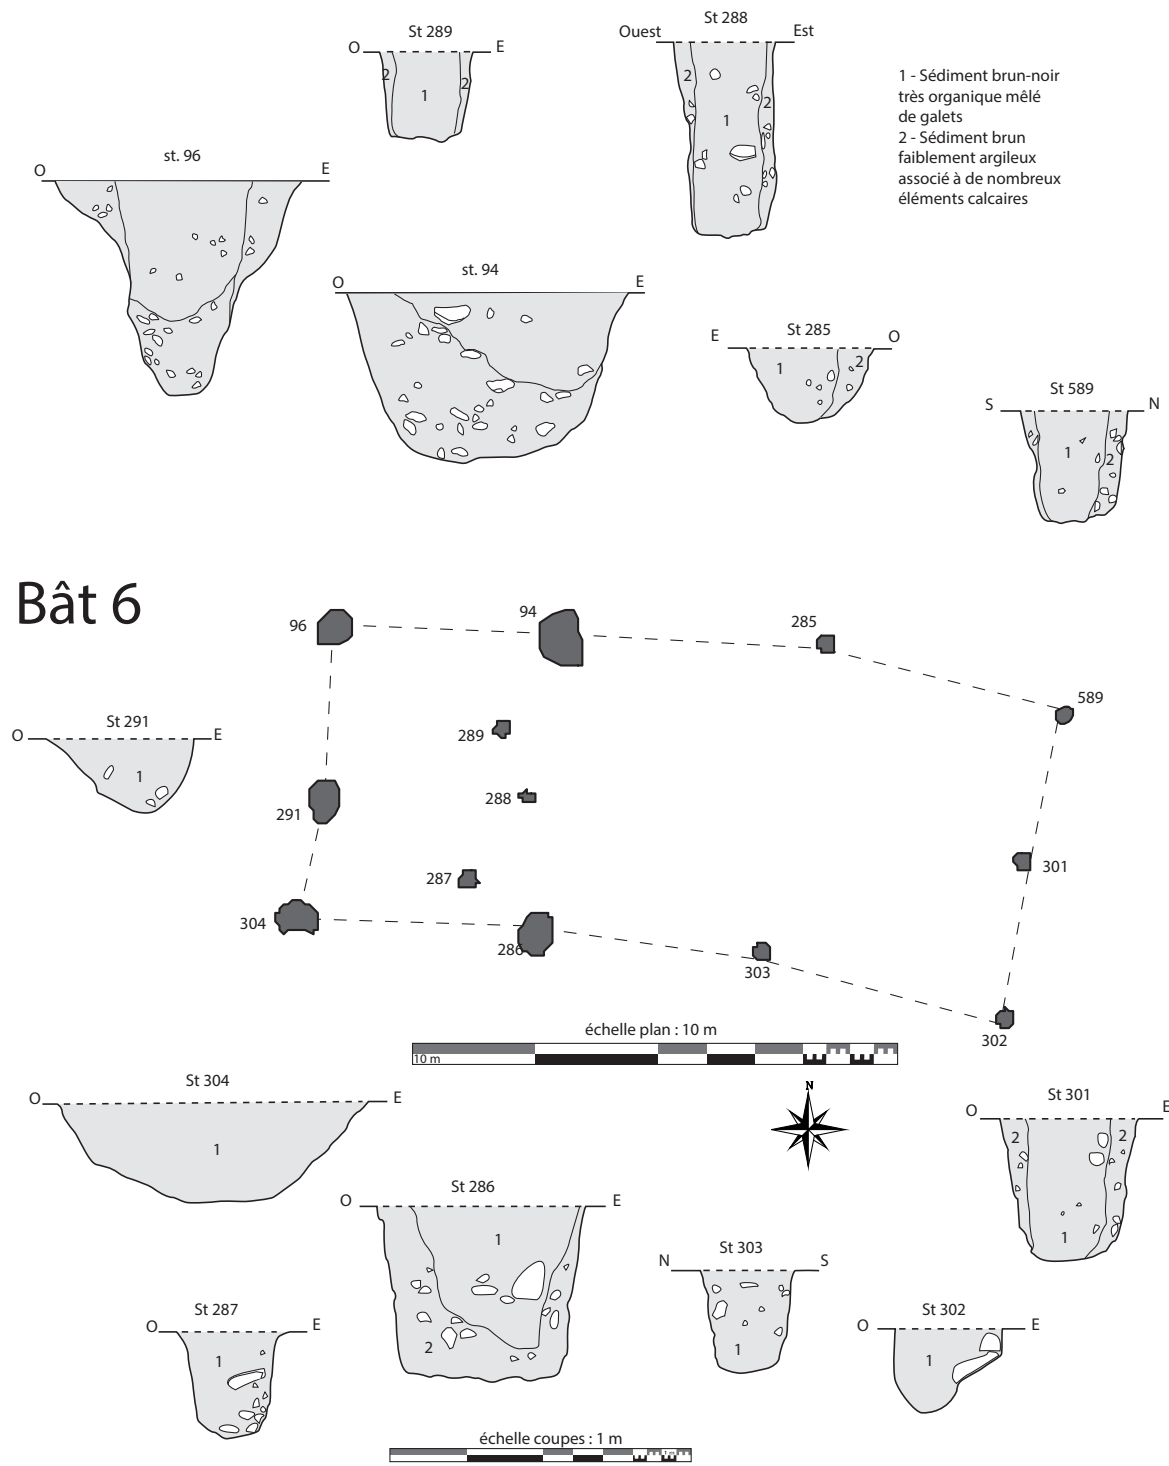 St 289
O E
2 2
1
St 288
Ouest Est
2 2
1
1 - Sédiment brun-noir
très organique mêlé
de galets
2 - Sédiment brun
faiblement argileux
associé à de nombreux
éléments calcaires
st. 96
O E
st. 94
O E
St 285
E O
1 2
St 589
S N
1 2
Bât 6
96
94
285
589
289
288
291
301
287
304
286
303
302
St 291
O E
1
échelle plan : 10 m
10 m
N
St 304
O E
1
St 286
O E
1
2
St 303
N S
1
St 301
O E
2 2
1
St 287
O E
1
St 302
O E
1
échelle coupes : 1 m
1 m